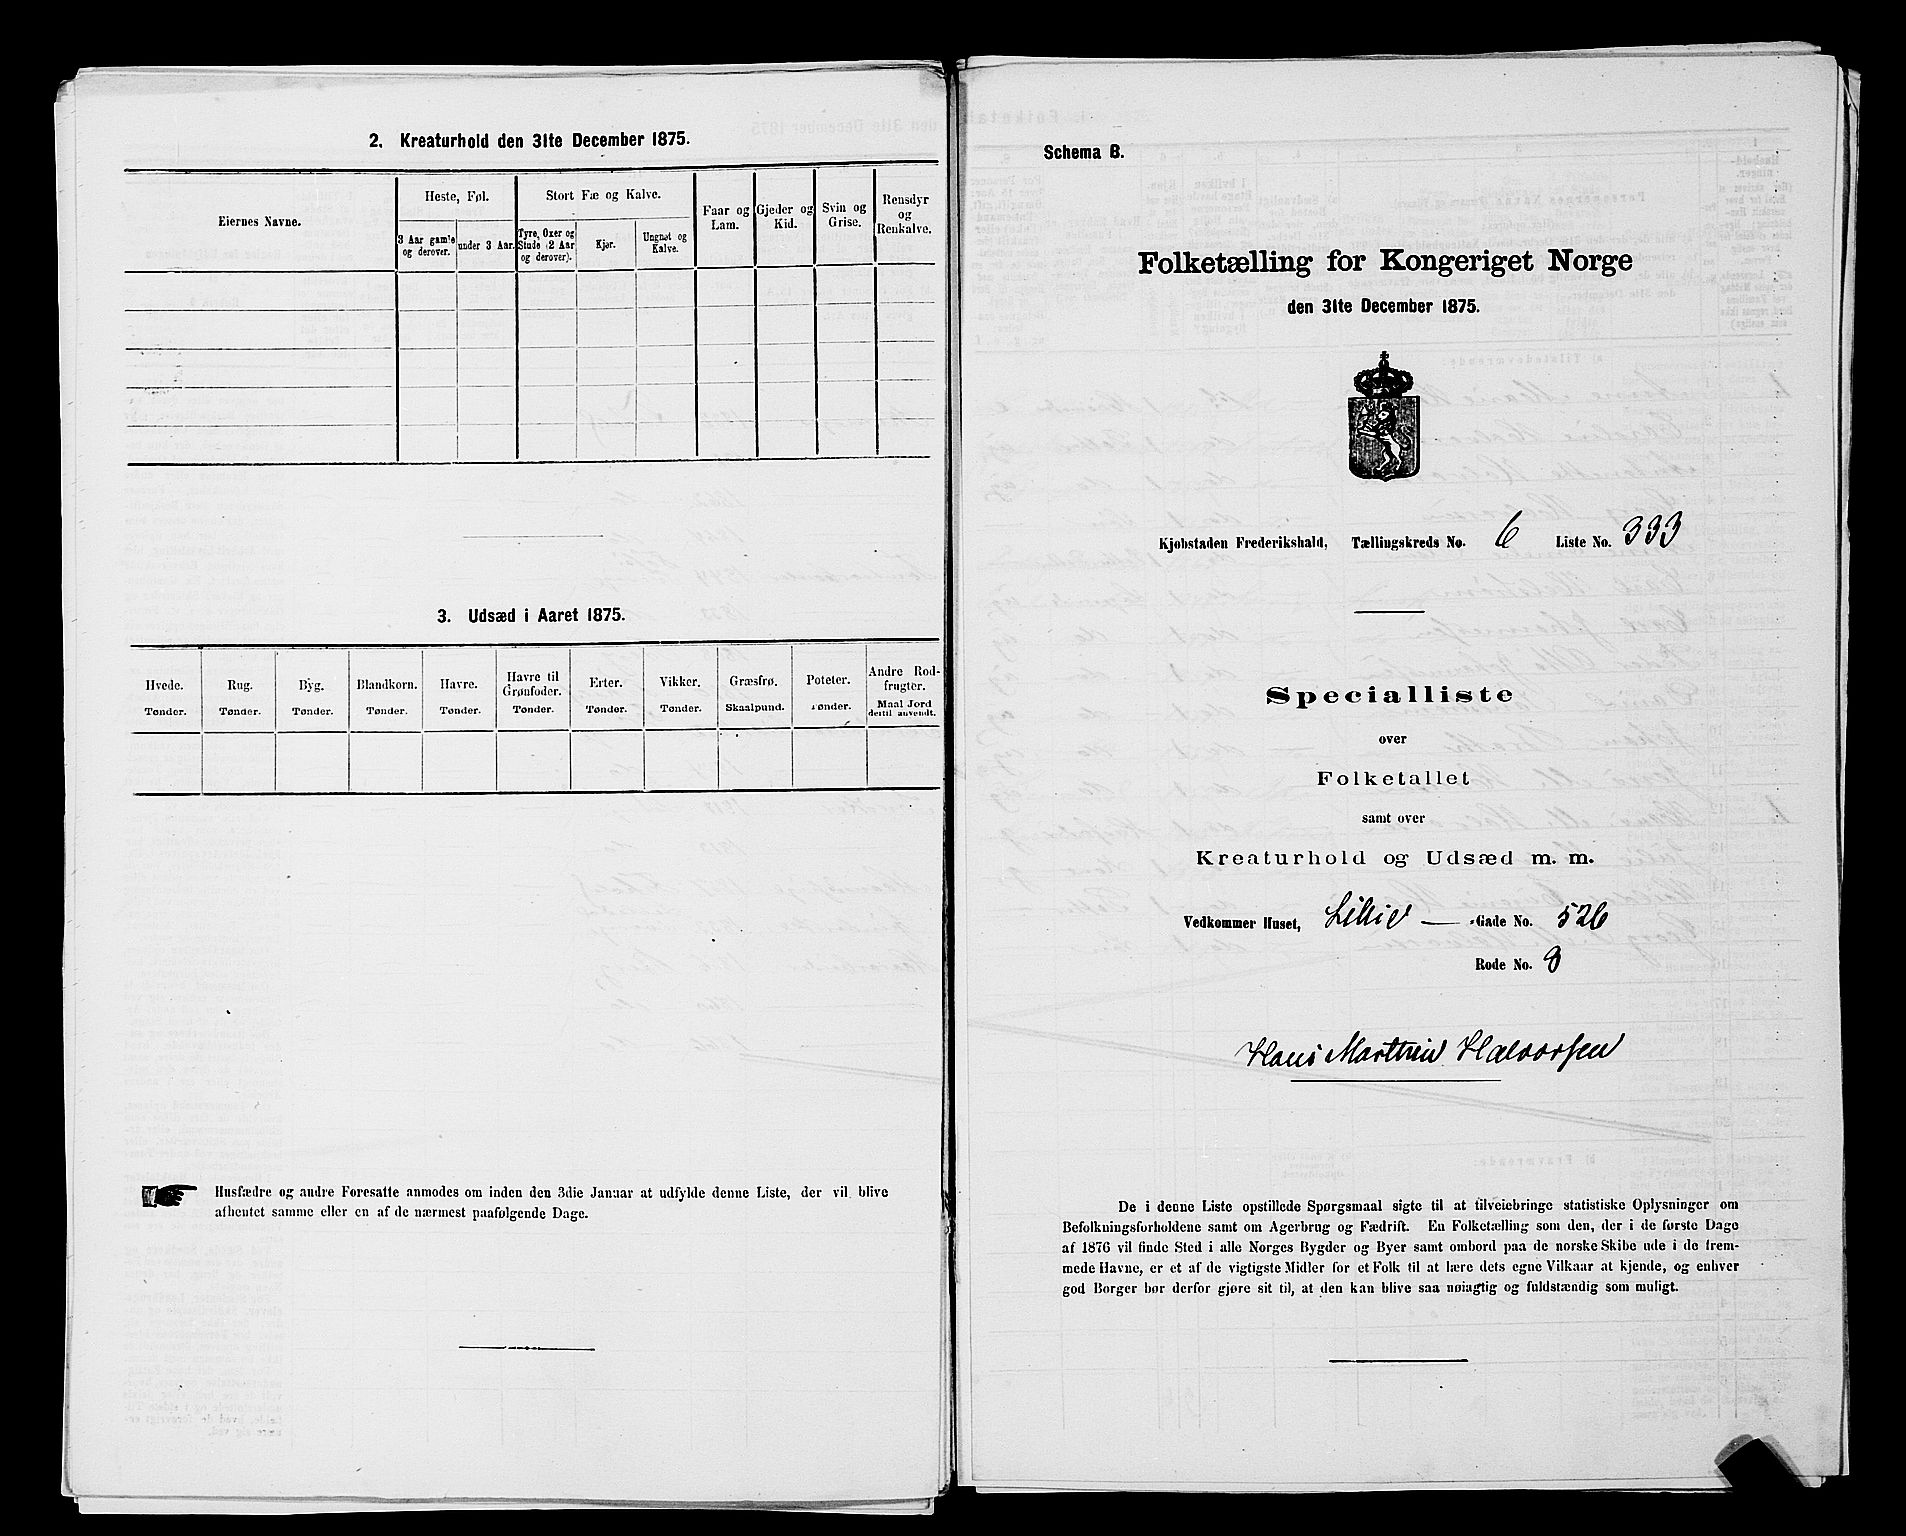 2. Kreaturhold den 31te December 1875.
Eiernes Navne.
Heste, Føl.
3 Aar gamle og derover.
under 3 Aar.
Stort Fæ og Kalve.
Tyre, Oxer og Stude (2 Aar og derover).
Kjør.
Ungnøt og Kalve.
Faar og Lam.
Gjeder og Kid.
Svin og Grise.
Rensdyr og Renkalve.
3. Udsæd i Aaret 1875.
Hvede.
Tønder.
Rug.
Tønder.
Byg.
Tønder.
Blandkorn.
Tønder.
Havre.
Tønder.
Havre til Grønfoder.
Tønder.
Erter.
Tønder.
Vikker.
Tønder.
Græsfrø.
Skaalpund.
Poteter.
Tønder.
Andre Rodfrugter.
Maal Jord dertil anvendt.
Husfædre og andre Foresatte anmodes om inden den 3die Januar at udfylde denne Liste, der vil blive
afhentet samme eller en af de nærmest paafølgende Dage.
Schema B.
Folketælling for Kongeriget Norge
den 31te December 1875.
Kjøbstaden Frederikshald, Tællingskreds No. 6 Liste No. 333
Specialliste
over
Folketallet
samt over
Kreaturhold og Udsæd m. m.
Vedkommer Huset, Lillie — -Gade No. 526
Rode No. 8
Hans Marthin Halvorsen
De i denne Liste opstillede Spørgsmaal sigte til at tilveiebringe statistiske Oplysninger om
Befolkningsforholdene samt om Agerbrug og Fædrift. En Folketælling som den, der i de første Dage
af 1876 vil finde Sted i alle Norges Bygder og Byer samt ombord paa de norske Skibe ude i de frem-
mede Havne, er et af de vigtigste Midler for et Folk til at lære dets egne Vilkaar at kjende, og enhver
god Borger bør derfor gjøre sit til, at den kan blive saa nøiagtig og fuldstændig som muligt.